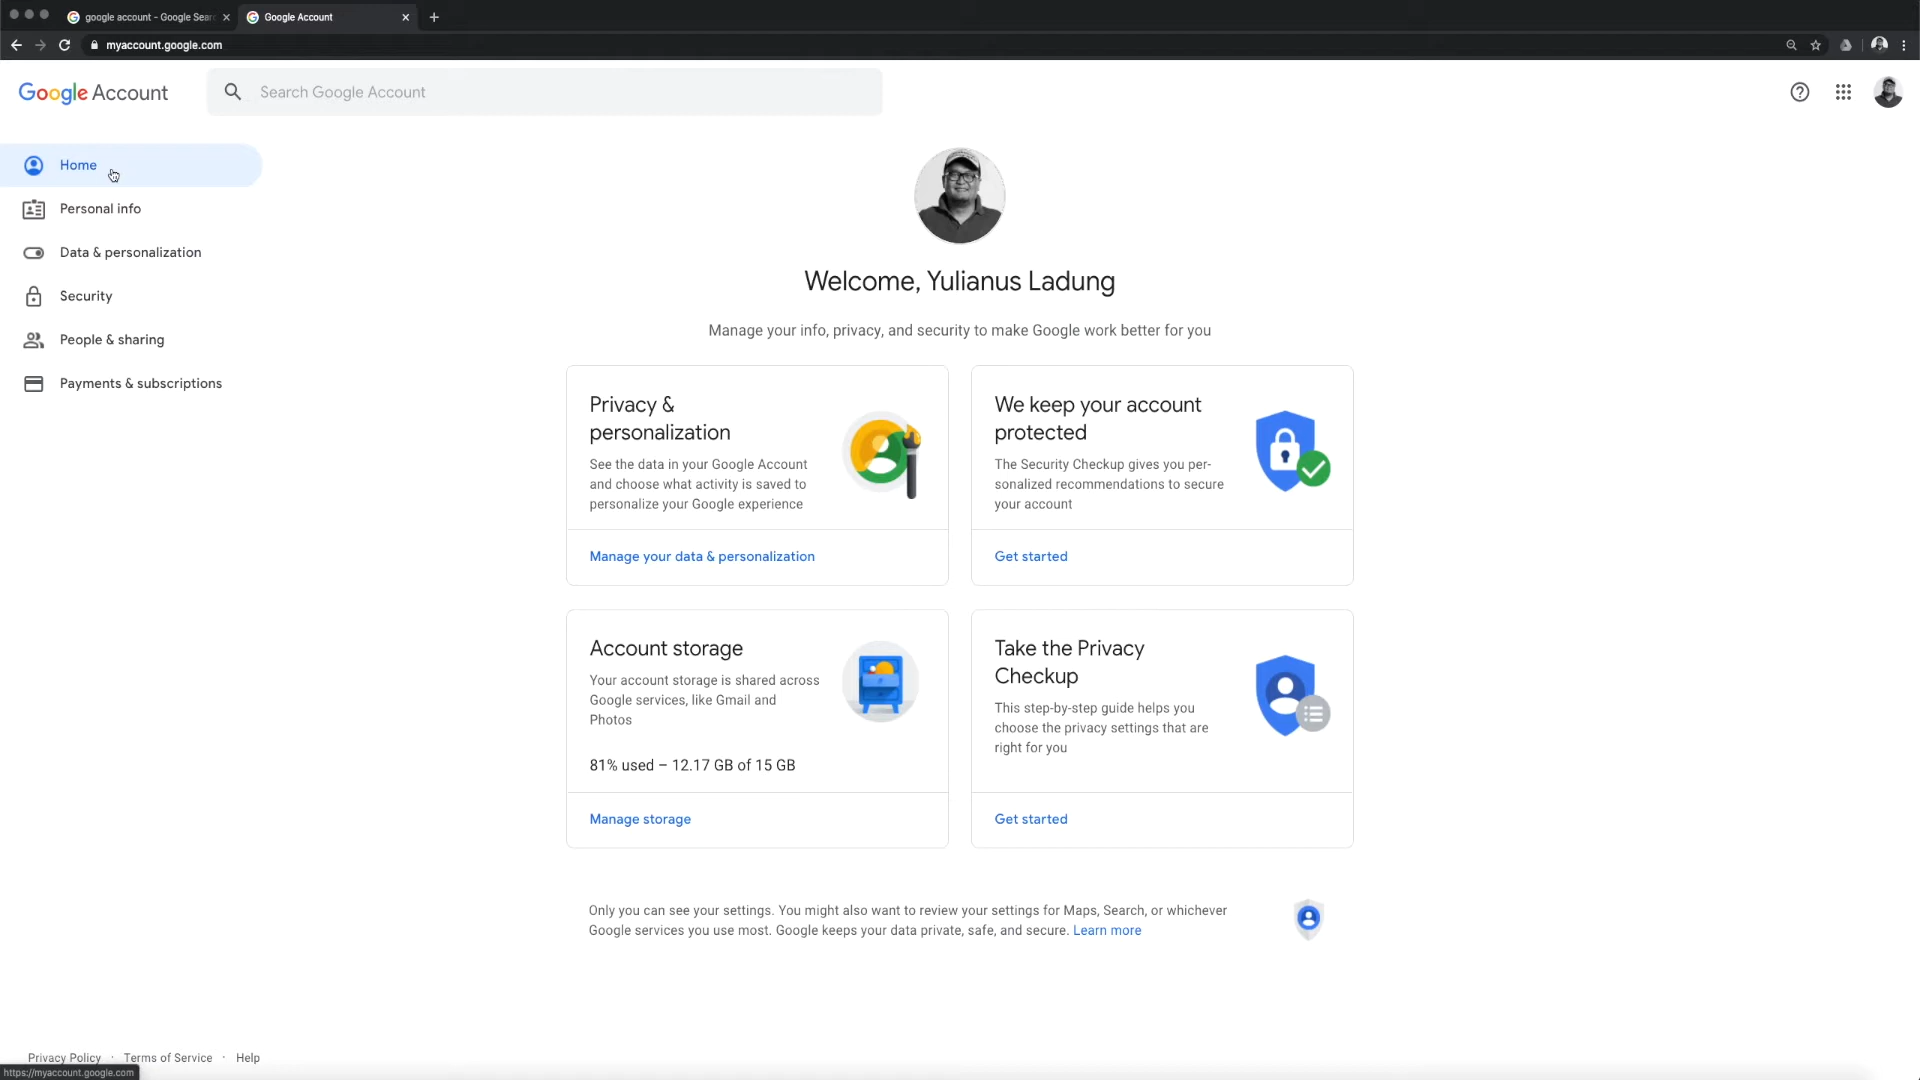 google account - Google Sear
Google Account
myaccount.google.com
Google Account
Search Google Account
Home
Personal info
Data & personalization
Security
People & sharing
Payments & subscriptions
Welcome, Yulianus Ladung
Manage your info, privacy, and security to make Google work better for you
Privacy &
personalization
See the data in your Google Account
and choose what activity is saved to
personalize your Google experience
Manage your data & personalization
We keep your account
protected
The Security Checkup gives you per-
sonalized recommendations to secure
your account
Get started
Account storage
Your account storage is shared across
Google services, like Gmail and
Photos
81% used – 12.17 GB of 15 GB
Manage storage
Take the Privacy
Checkup
This step-by-step guide helps you
choose the privacy settings that are
right for you
Get started
Only you can see your settings. You might also want to review your settings for Maps, Search, or whichever
Google services you use most. Google keeps your data private, safe, and secure. Learn more
Privacy Policy · Terms of Service · Help
https://myaccount.google.com